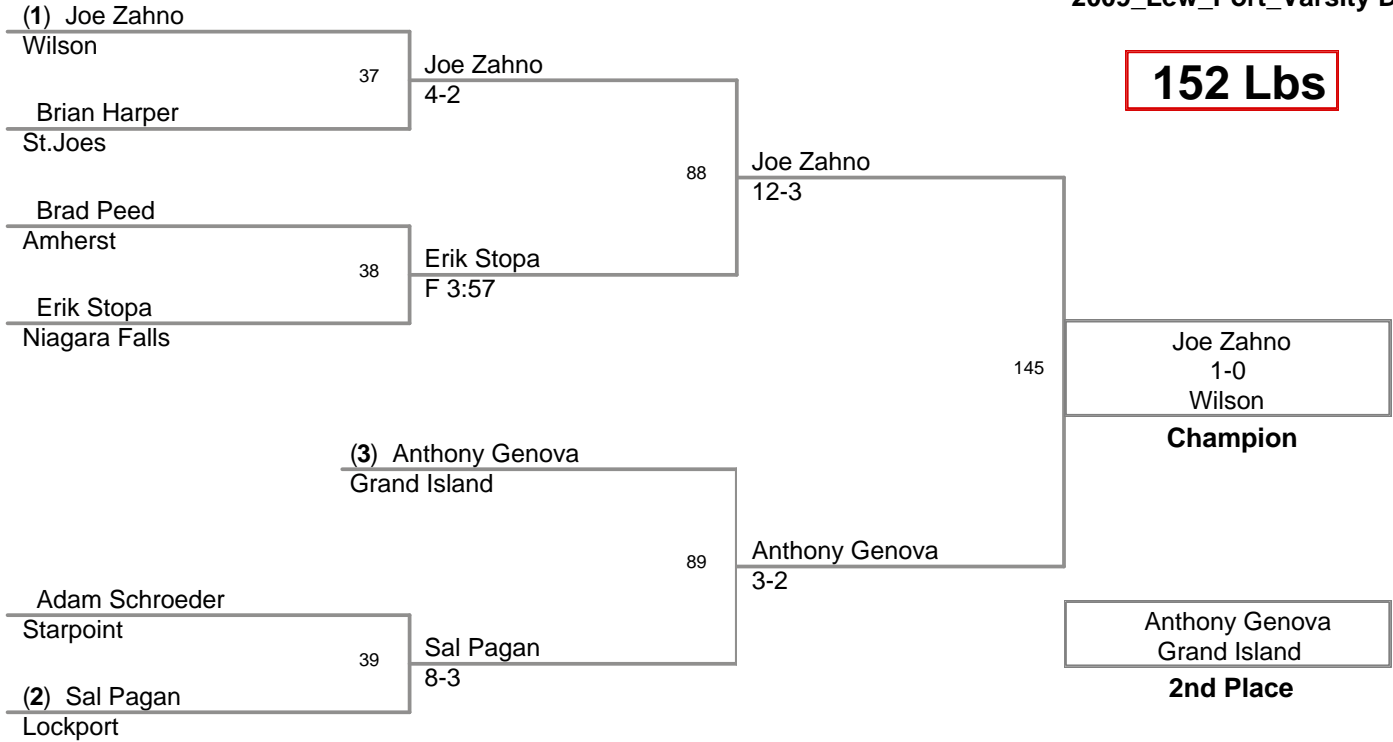 2009_Lew_Port_Varsity
152 Lbs
(1) Joe Zahno
Wilson
37
Brian Harper
St.Joes
Joe Zahno
4-2
Brad Peed
Amherst
38
Erik Stopa
Niagara Falls
Erik Stopa
F 3:57
88
Joe Zahno
12-3
(3) Anthony Genova
Grand Island
Adam Schroeder
Starpoint
39
(2) Sal Pagan
Lockport
Sal Pagan
8-3
89
Anthony Genova
3-2
145
Joe Zahno
1-0
Wilson
Champion
Anthony Genova
Grand Island
2nd Place